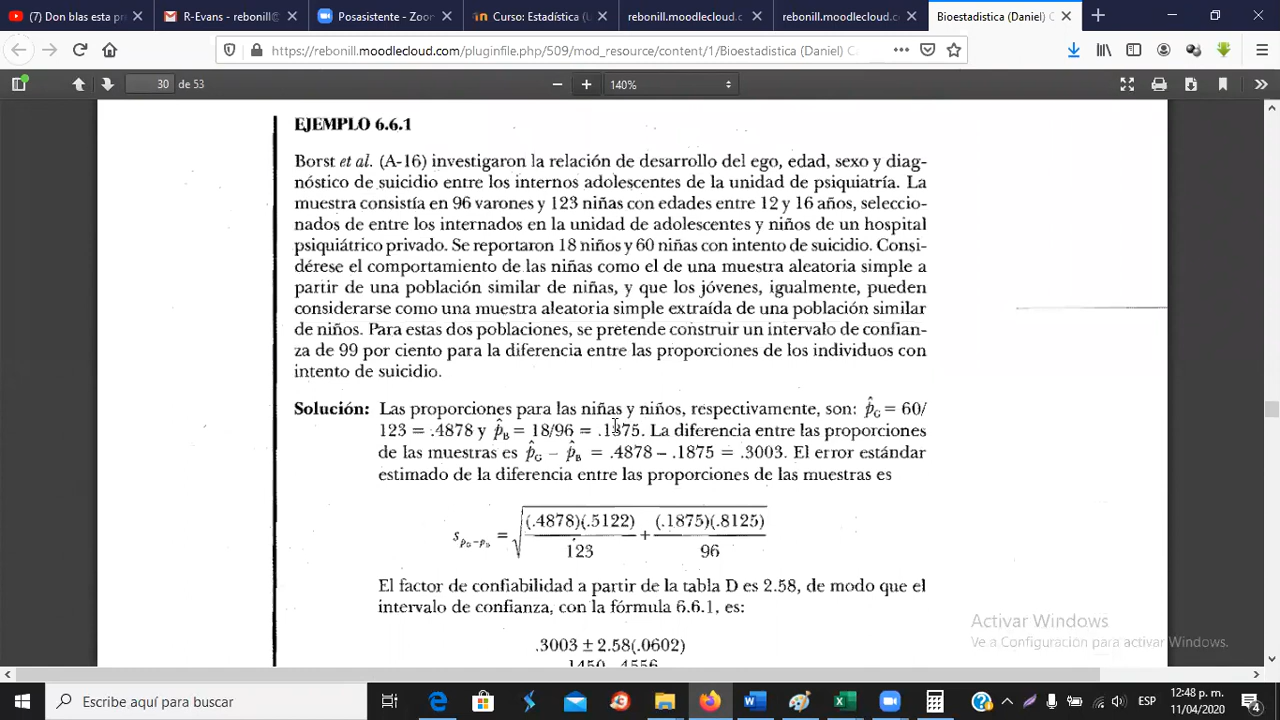 (7) Don blas esta pr
R-Evans - rebonill@
Posasistente - Zoom
Curso: Estadística (U
rebonill.moodlecloud.c
rebonill.moodlecloud.c
Bioestadistica (Daniel) C
https://rebonill.moodlecloud.com/pluginfile.php/509/mod_resource/content/1/Bioestadistica (Daniel) C
30 de 53
140%
EJEMPLO 6.6.1
Borst et al. (A-16) investigaron la relación de desarrollo del ego, edad, sexo y diag-
nóstico de suicidio entre los internos adolescentes de la unidad de psiquiatría. La
muestra consistía en 96 varones y 123 niñas con edades entre 12 y 16 años, seleccio-
nados de entre los internados en la unidad de adolescentes y niños de un hospital
psiquiátrico privado. Se reportaron 18 niños y 60 niñas con intento de suicidio. Consi-
dérese el comportamiento de las niñas como el de una muestra aleatoria simple a
partir de una población similar de niñas, y que los jóvenes, igualmente, pueden
considerarse como una muestra aleatoria simple extraída de una población similar
de niños. Para estas dos poblaciones, se pretende construir un intervalo de confian-
za de 99 por ciento para la diferencia entre las proporciones de los individuos con
intento de suicidio.
Solución: Las proporciones para las niñas y niños, respectivamente, son: p̂G = 60/
123 = .4878 y p̂B = 18/96 = .1875. La diferencia entre las proporciones
de las muestras es p̂G − p̂B = .4878 − .1875 = .3003. El error estándar
estimado de la diferencia entre las proporciones de las muestras es
(.4878)(.5122) (.1875)(.8125)
s p̂G−p̂B = √ +
123 96
El factor de confiabilidad a partir de la tabla D es 2.58, de modo que el
intervalo de confianza, con la fórmula 6.6.1, es:
.3003 ± 2.58(.0602)
.1450, .4556
Activar Windows
Ve a Configuración para activar Windows.
Escribe aquí para buscar
ESP
12:48 p. m.
11/04/2020
4